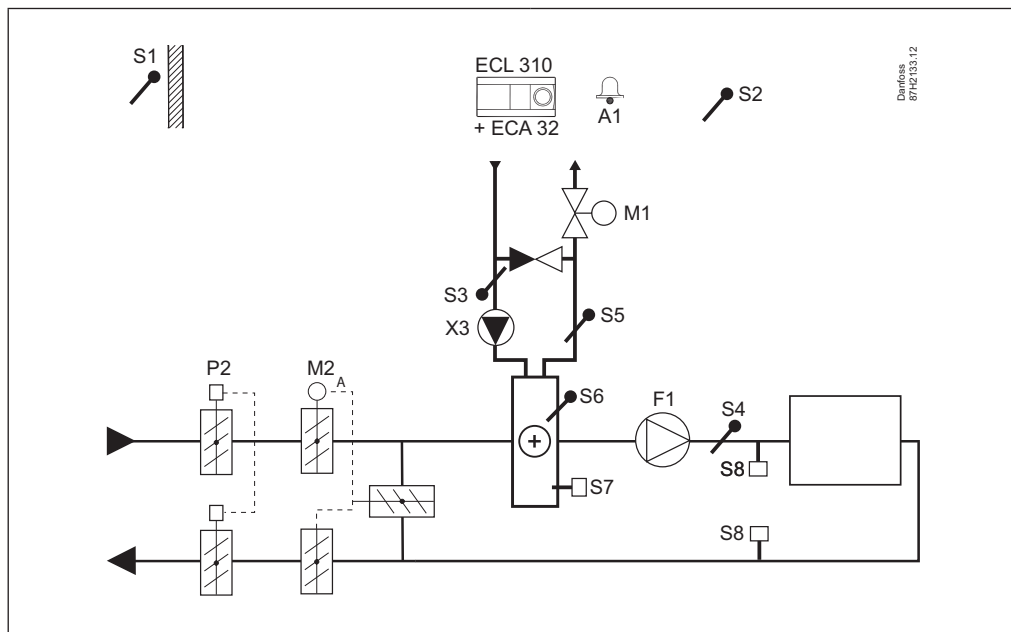 S1
ECL 310
+ ECA 32
A1
S2
Danfoss
87H2133.12
M1
S3
X3
S5
P2
M2
A
S6
F1
S4
S8
S7
S8